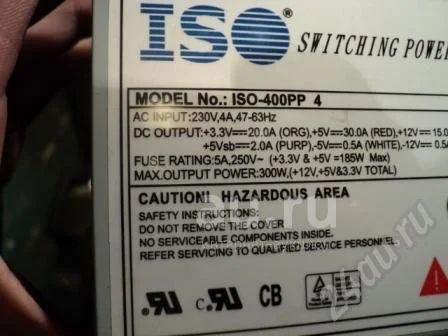 ISO® SWITCHING POWER
MODEL No.: ISO-400PP 4
AC INPUT:230V,4A,47-63Hz
DC OUTPUT:+3.3V⎓20.0A (ORG),+5V⎓30.0A (RED),+12V⎓15.0
+5Vsb⎓2.0A (PURP),-5V⎓0.5A (WHITE),-12V⎓0.5A
FUSE RATING:5A,250V~ (+3.3V & +5V =185W MAX)
MAX.OUTPUT POWER:300W,(+12V,+5V&3.3V TOTAL)
CAUTION! HAZARDOUS AREA
SAFETY INSTRUCTIONS:
DO NOT REMOVE THE COVER
NO SERVICEABLE COMPONENTS INSIDE.
REFER SERVICING TO QUALIFIED SERVICE PERSONNEL
24au.ru
CB